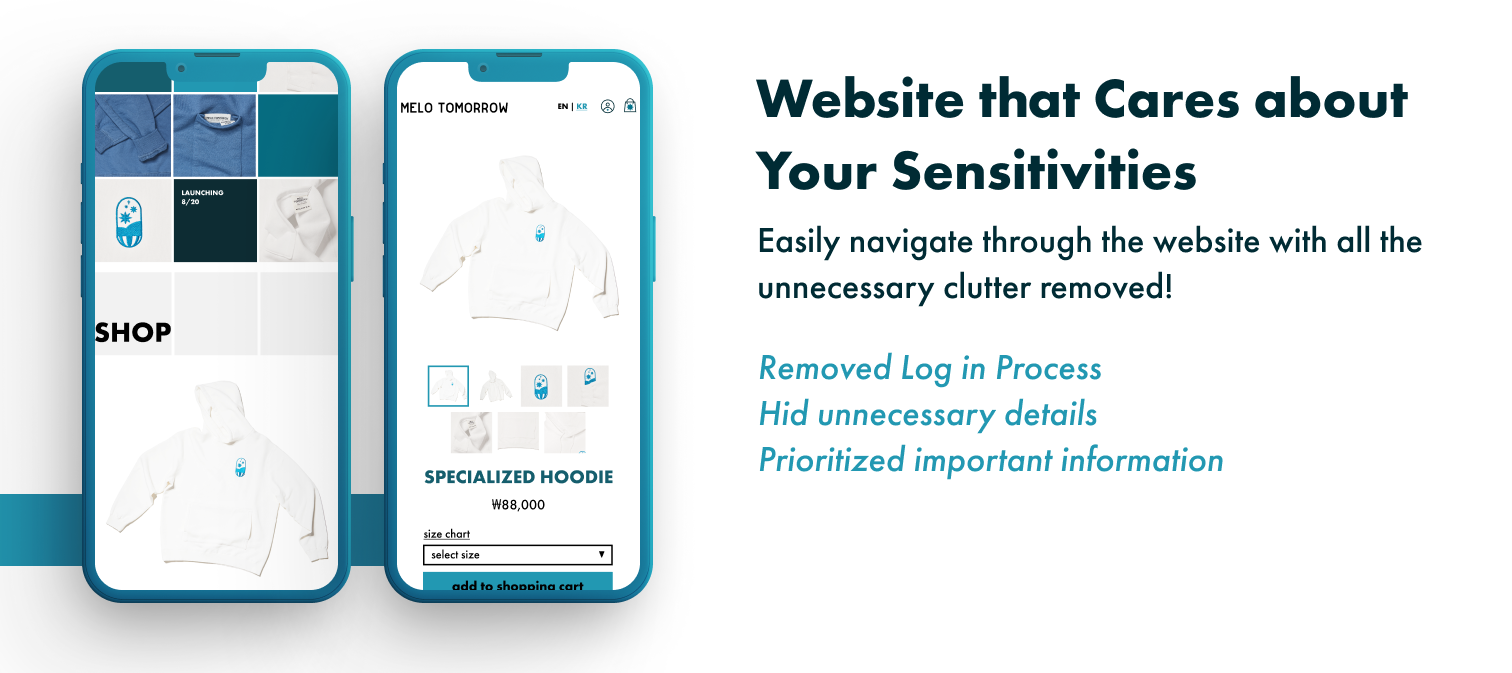 LAUNCHING
8/20
SHOP
MELO TOMORROW
EN | KR
SPECIALIZED HOODIE
₩88,000
size chart
select size
add to shopping cart
Website that Cares about
Your Sensitivities
Easily navigate through the website with all the
unnecessary clutter removed!
Removed Log in Process
Hid unnecessary details
Prioritized important information